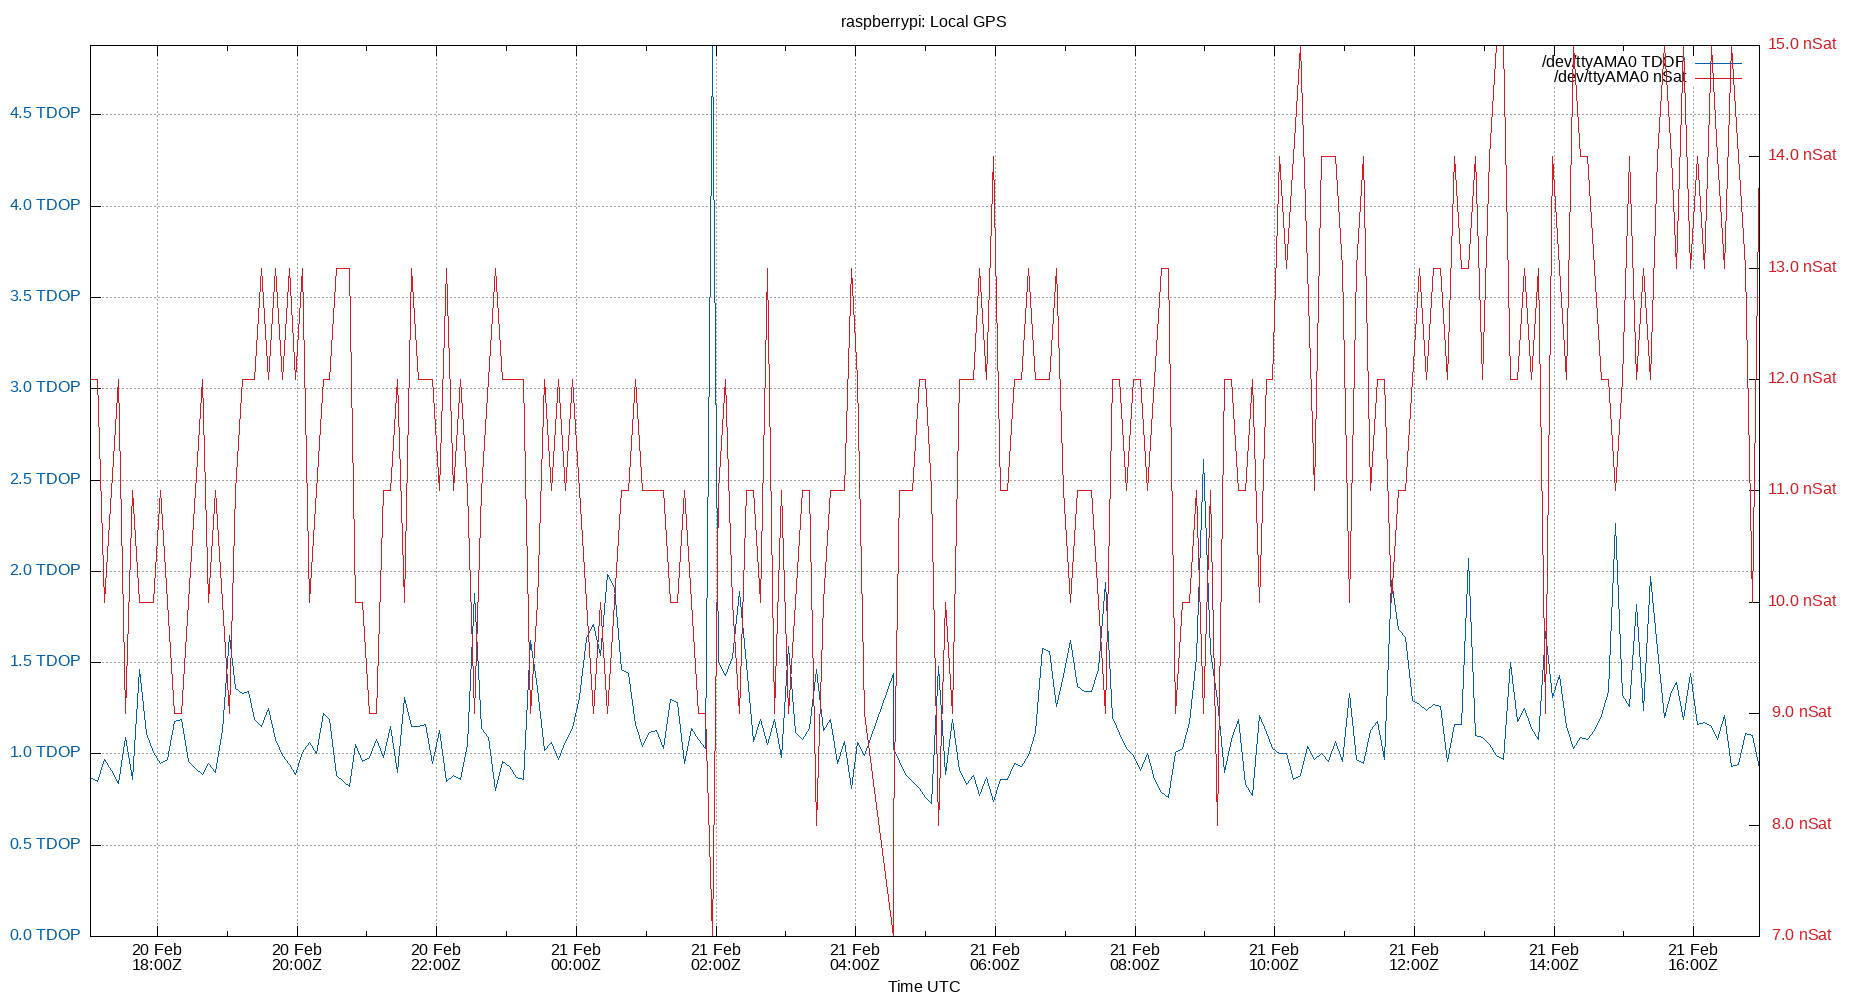 raspberrypi: Local GPS
/dev/ttyAMA0 TDOP
/dev/ttyAMA0 nSat
4.5 TDOP
4.0 TDOP
3.5 TDOP
3.0 TDOP
2.5 TDOP
2.0 TDOP
1.5 TDOP
1.0 TDOP
0.5 TDOP
0.0 TDOP
15.0 nSat
14.0 nSat
13.0 nSat
12.0 nSat
11.0 nSat
10.0 nSat
9.0 nSat
8.0 nSat
7.0 nSat
20 Feb
18:00Z
20 Feb
20:00Z
20 Feb
22:00Z
21 Feb
00:00Z
21 Feb
02:00Z
21 Feb
04:00Z
21 Feb
06:00Z
21 Feb
08:00Z
21 Feb
10:00Z
21 Feb
12:00Z
21 Feb
14:00Z
21 Feb
16:00Z
Time UTC